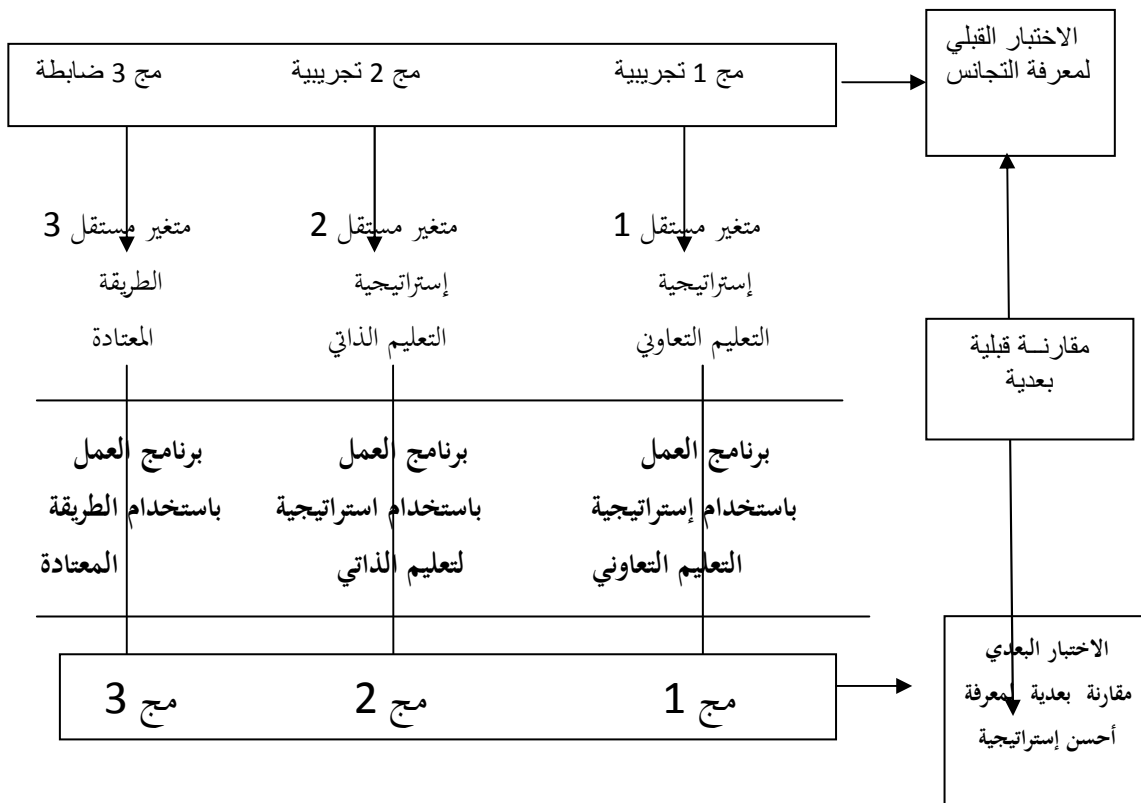 الاختبار القبلي
لمعرفة التجانس
مج 1 تجريبية
مج 2 تجريبية
مج 3 ضابطة
متغير مستقل 1
إستراتيجية
التعليم التعاوني
متغير مستقل 2
إستراتيجية
التعليم الذاتي
متغير مستقل 3
الطريقة
المعتادة
مقارنــة قبلية
بعدية
برنامج العمل
باستخدام إستراتيجية
التعليم التعاوني
برنامج العمل
باستخدام استراتيجية
لتعليم الذاتي
برنامج العمل
باستخدام الطريقة
المعتادة
مج 1
مج 2
مج 3
الاختبار البعدي
مقارنة بعدية لمعرفة
أحسن إستراتيجية